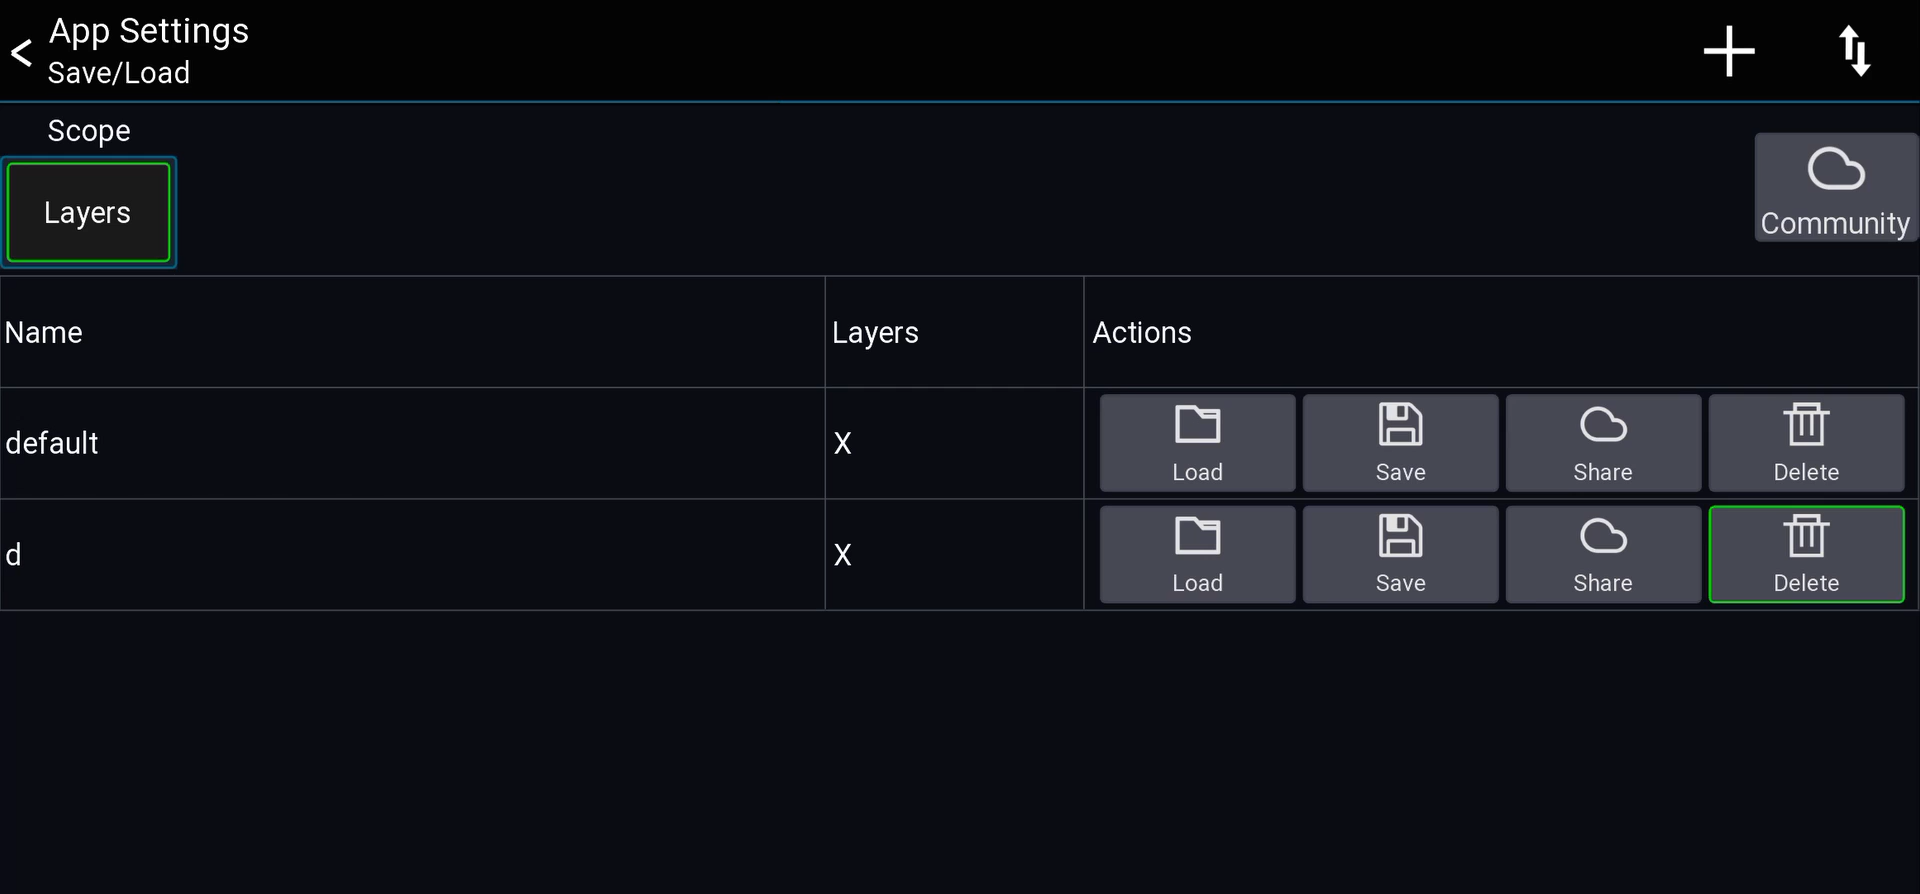 App Settings
Save/Load
Scope
Layers
Community
Name Layers Actions
default X Load Save Share Delete
d X Load Save Share Delete